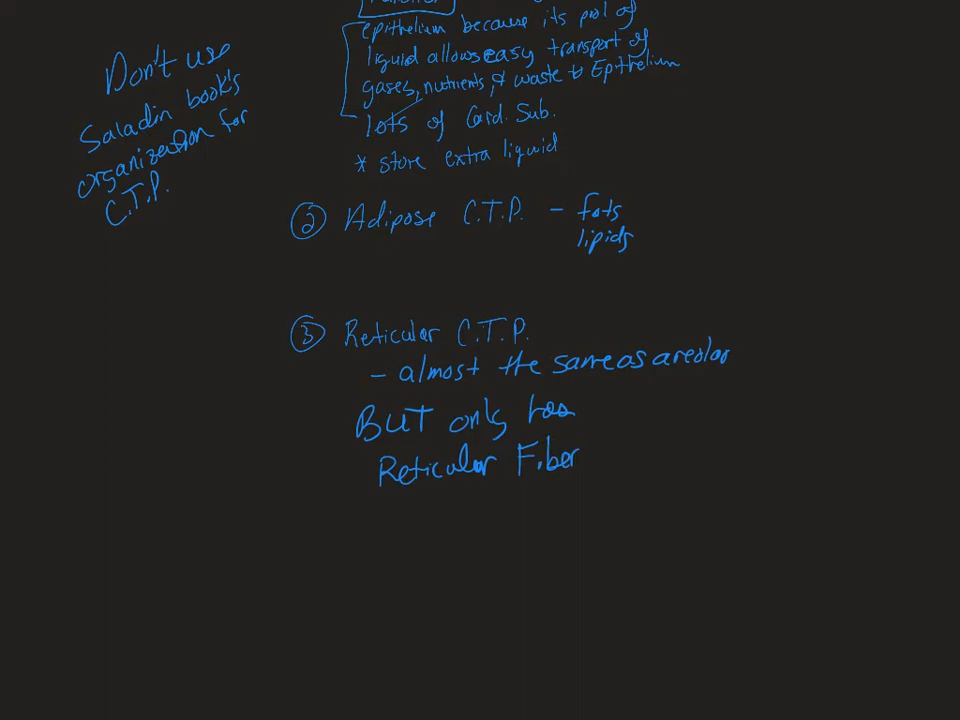 Don't use
Saladin book's
organization for
C.T.P.
epithelium because its pool of
liquid allows easy transport of
gases, nutrients, & waste to Epthelium
lots of Grd. Sub.
* store extra liquid
② Adipose C.T.P. - fats
lipids
③ Reticular C.T.P.
- almost the same as areolar
BUT only has
Reticular Fiber